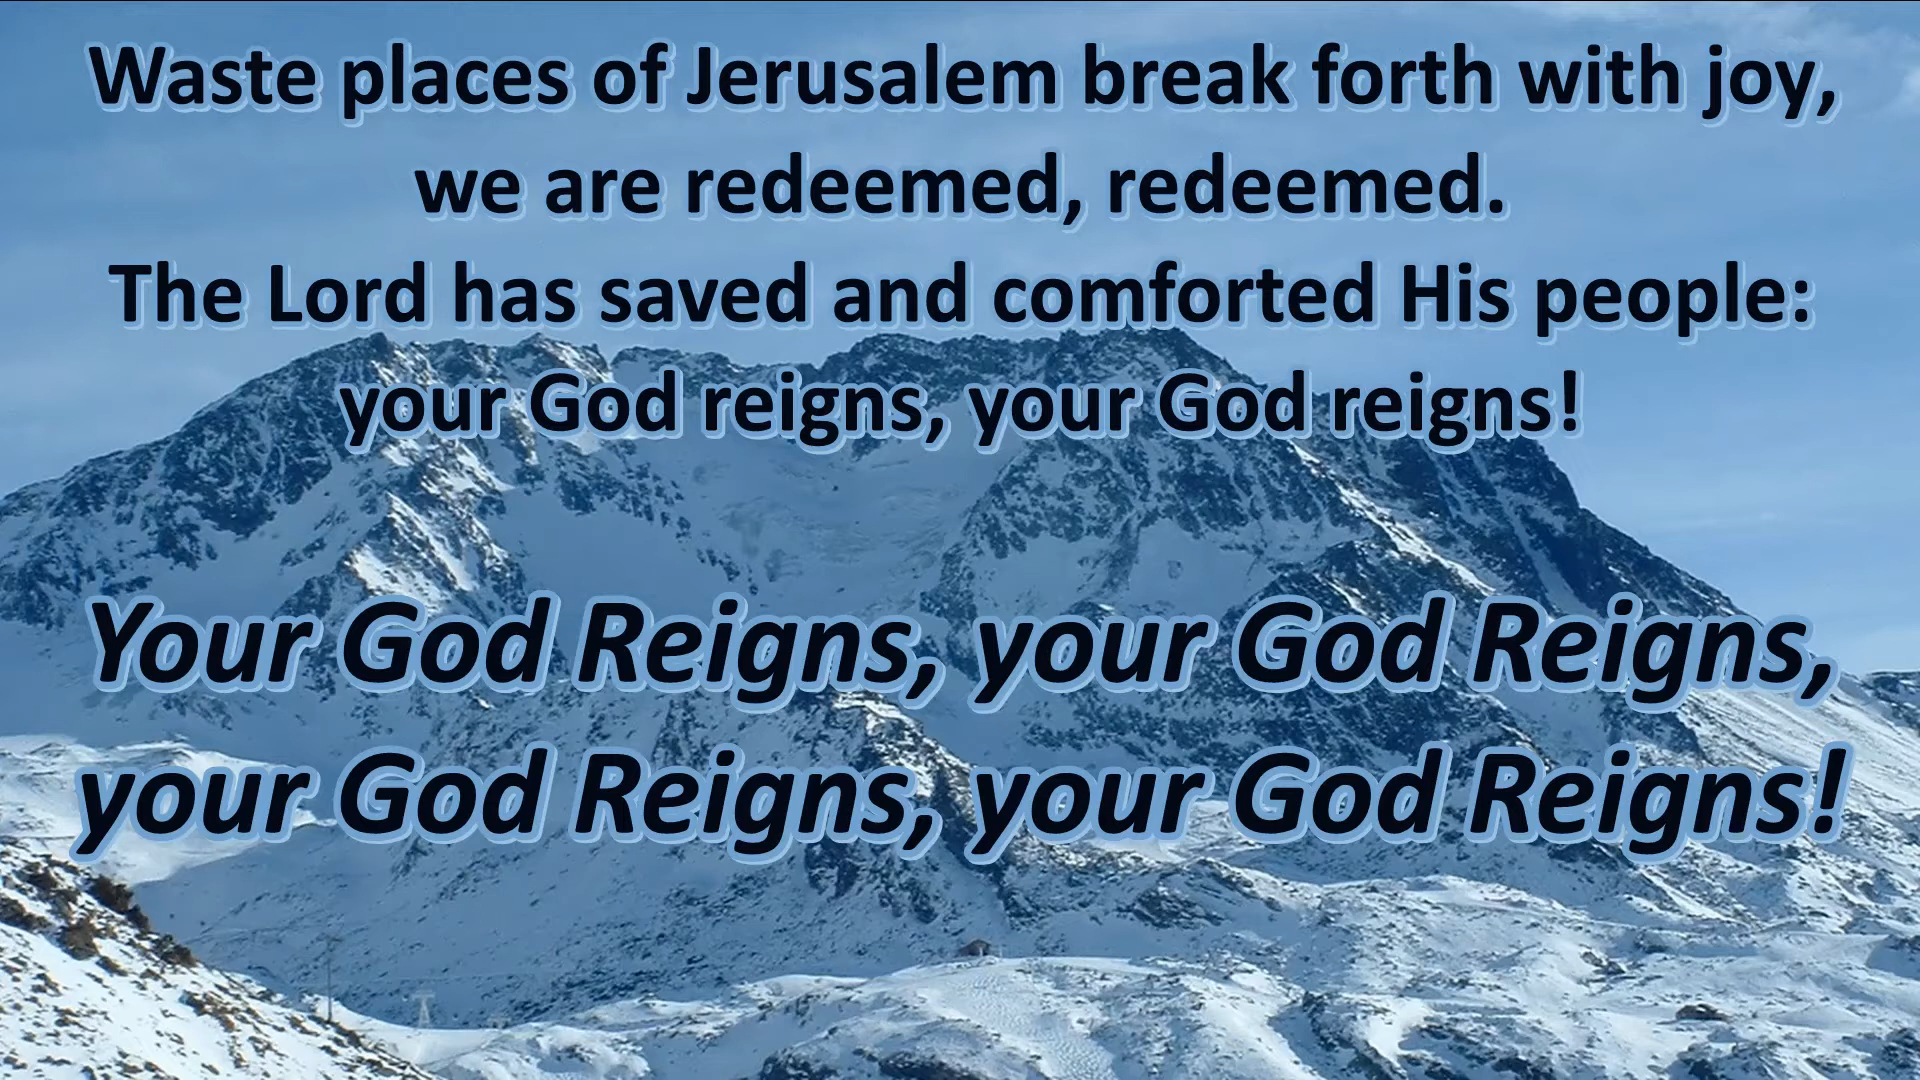 Waste places of Jerusalem break forth with joy,
we are redeemed, redeemed.
The Lord has saved and comforted His people:
your God reigns, your God reigns!
Your God Reigns, your God Reigns,
your God Reigns, your God Reigns!